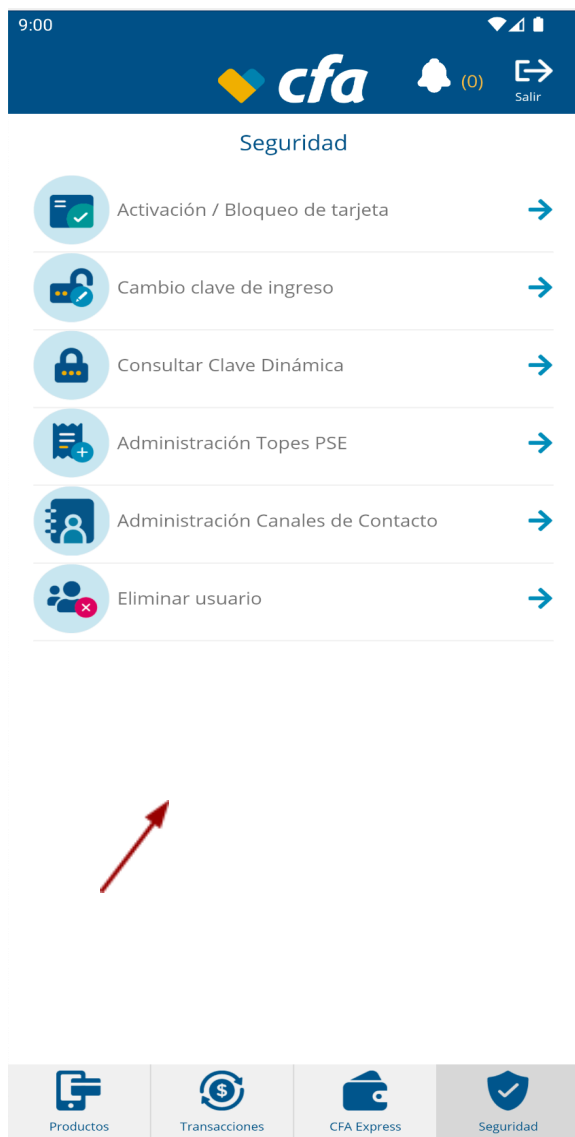 9:00
cfa
(0)
Salir
Seguridad
Activación / Bloqueo de tarjeta
Cambio clave de ingreso
Consultar Clave Dinámica
Administración Topes PSE
Administración Canales de Contacto
Eliminar usuario
Productos
Transacciones
CFA Express
Seguridad